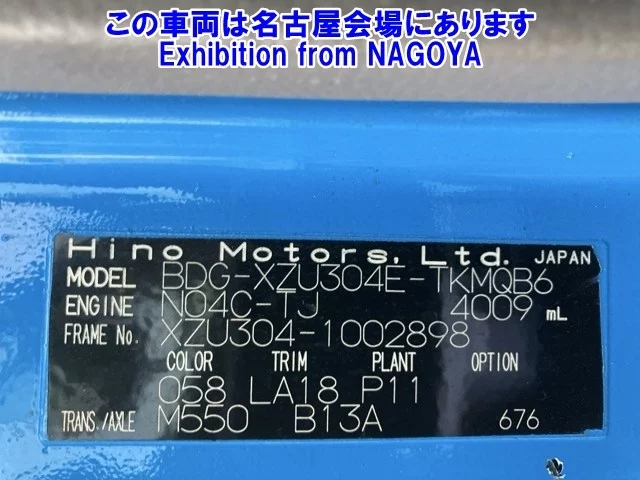 この車両は名古屋会場にあります
Exhibition from NAGOYA
Hino Motors, Ltd. JAPAN
MODEL BDG-XZU304E-TKMQB6
ENGINE N04C-TJ 4009 mL
FRAME No. XZU304-1002898
COLOR TRIM PLANT OPTION
058 LA18 P11
TRANS./AXLE M550 B13A 676